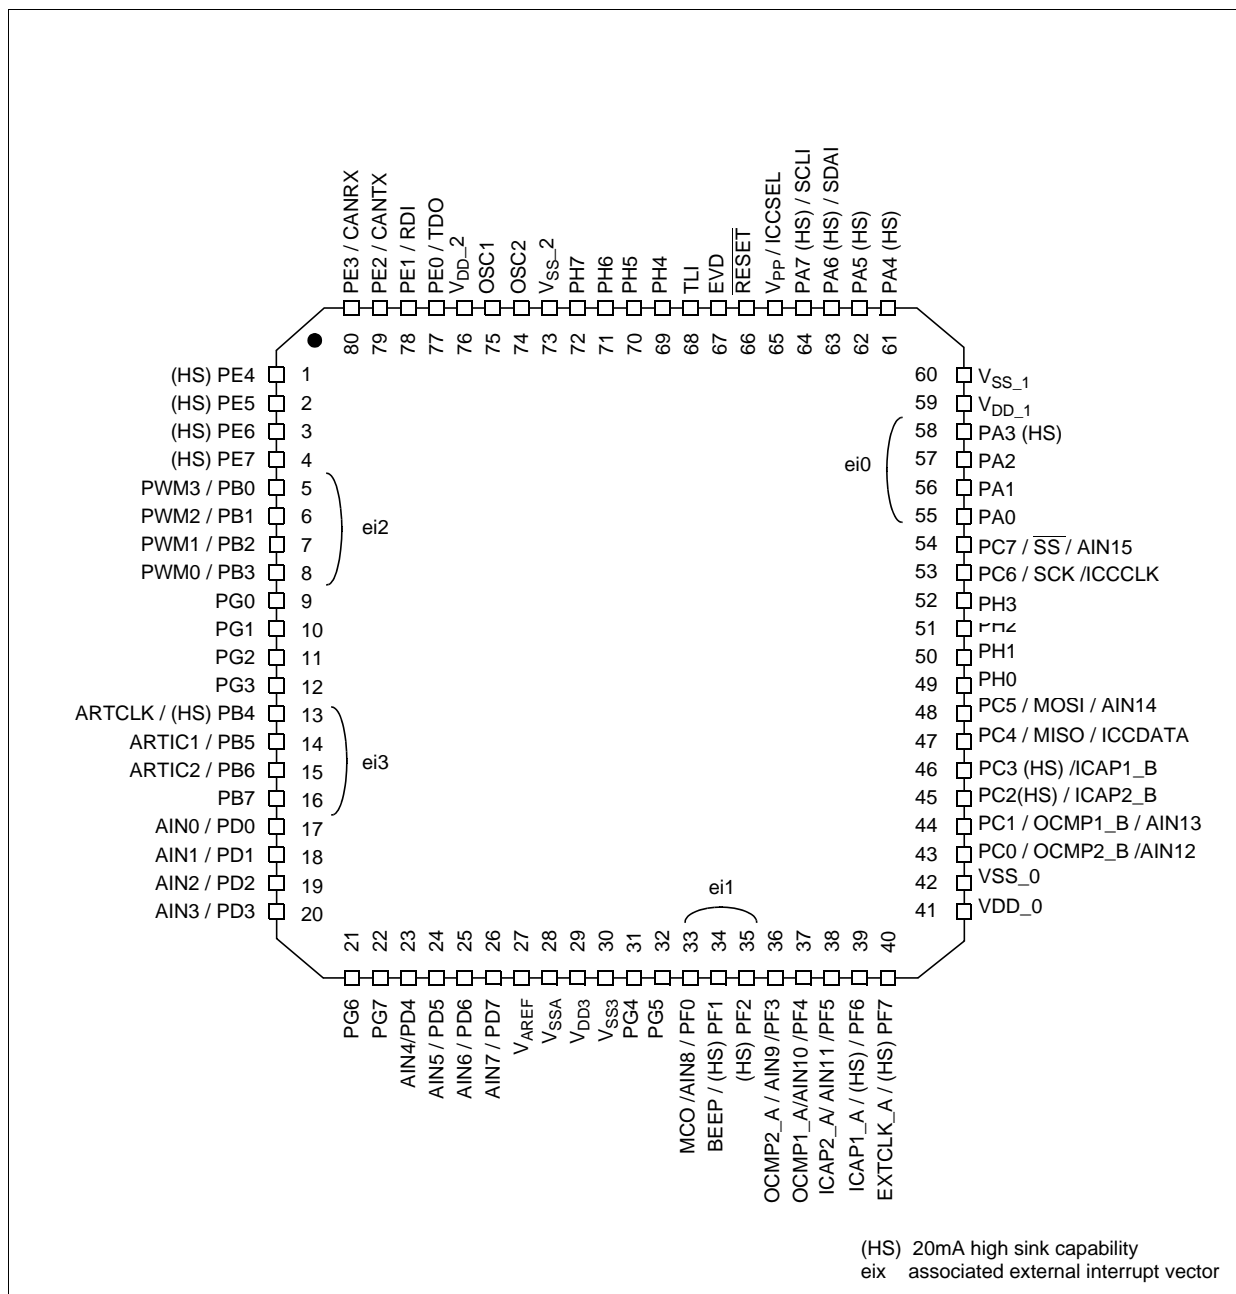 PE3 / CANRX
PE2 / CANTX
PE1 / RDI
PE0 / TDO
VDD_2
OSC1
OSC2
VSS_2
PH7
PH6
PH5
PH4
TLI
EVD
RESET
VPP / ICCSEL
PA7 (HS) / SCLI
PA6 (HS) / SDAI
PA5 (HS)
PA4 (HS)
80 79 78 77 76 75 74 73 72 71 70 69 68 67 66 65 64 63 62 61
(HS) PE4 1
(HS) PE5 2
(HS) PE6 3
(HS) PE7 4
PWM3 / PB0 5
PWM2 / PB1 6
PWM1 / PB2 7
PWM0 / PB3 8
ei2
PG0 9
PG1 10
PG2 11
PG3 12
ARTCLK / (HS) PB4 13
ARTIC1 / PB5 14
ARTIC2 / PB6 15
PB7 16
ei3
AIN0 / PD0 17
AIN1 / PD1 18
AIN2 / PD2 19
AIN3 / PD3 20
60 VSS_1
59 VDD_1
58 PA3 (HS)
57 PA2
56 PA1
55 PA0
ei0
54 PC7 / SS / AIN15
53 PC6 / SCK /ICCCLK
52 PH3
51 PH2
50 PH1
49 PH0
48 PC5 / MOSI / AIN14
47 PC4 / MISO / ICCDATA
46 PC3 (HS) /ICAP1_B
45 PC2(HS) / ICAP2_B
44 PC1 / OCMP1_B / AIN13
43 PC0 / OCMP2_B /AIN12
42 VSS_0
41 VDD_0
ei1
21 22 23 24 25 26 27 28 29 30 31 32 33 34 35 36 37 38 39 40
PG6
PG7
AIN4/PD4
AIN5 / PD5
AIN6 / PD6
AIN7 / PD7
VAREF
VSSA
VDD3
VSS3
PG4
PG5
MCO /AIN8 / PF0
BEEP / (HS) PF1
(HS) PF2
OCMP2_A / AIN9 /PF3
OCMP1_A/AIN10 /PF4
ICAP2_A/ AIN11 /PF5
ICAP1_A / (HS) / PF6
EXTCLK_A / (HS) PF7
(HS) 20mA high sink capability
eix associated external interrupt vector